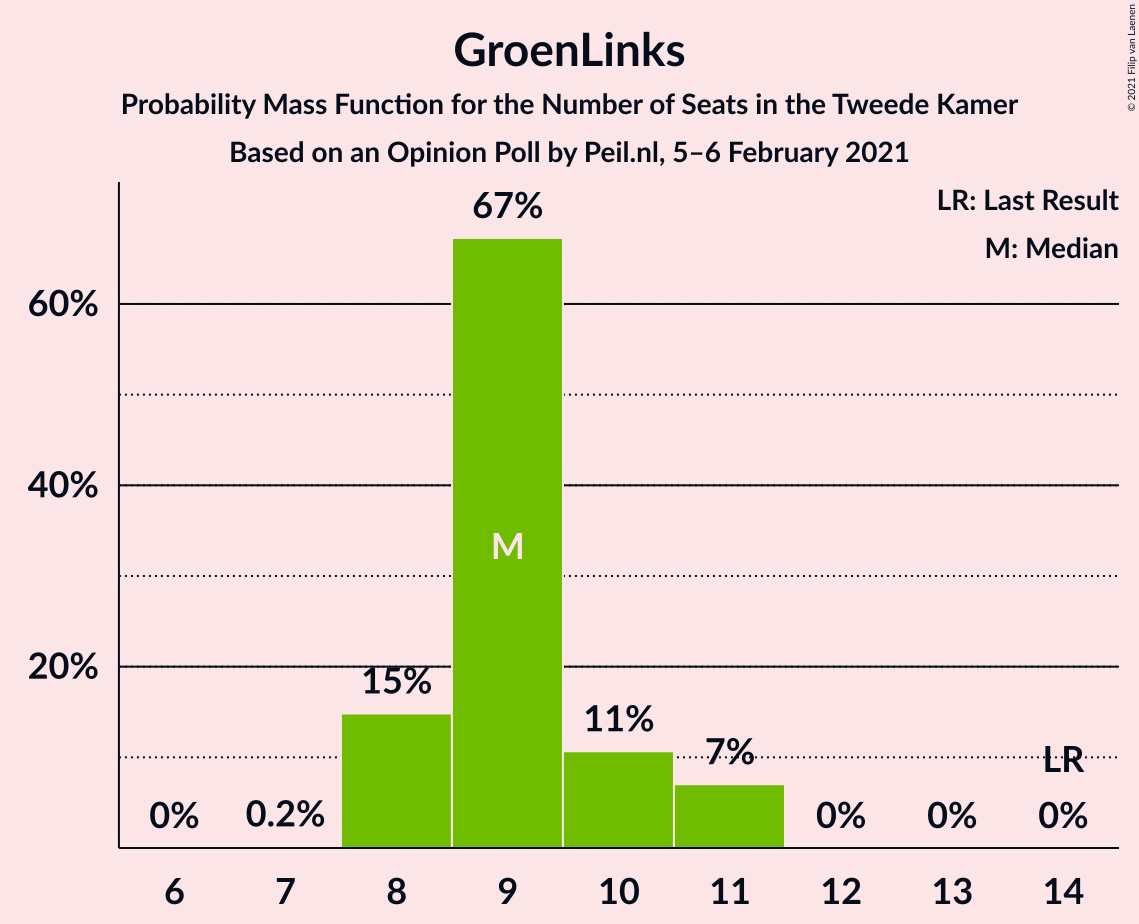 GroenLinks
Probability Mass Function for the Number of Seats in the Tweede Kamer
Based on an Opinion Poll by Peil.nl, 5–6 February 2021
© 2021 Filip van Laenen
LR: Last Result
M: Median
67%
60%
40%
M
20%
15%
11%
7%
LR
0%
0.2%
0%
0%
0%
6 7 8 9 10 11 12 13 14